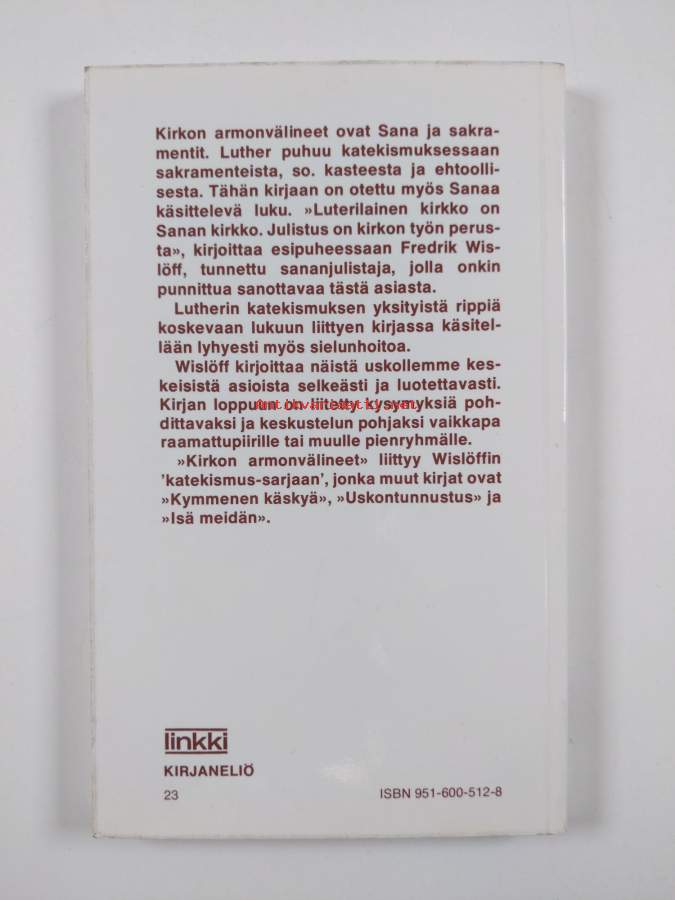 Kirkon armonvälineet ovat Sana ja sakra-
mentit. Luther puhuu katekismuksessaan
sakramenteista, so. kasteesta ja ehtoolli-
sesta. Tähän kirjaan on otettu myös Sanaa
käsittelevä luku. »Luterilainen kirkko on
Sanan kirkko. Julistus on kirkon työn perus-
ta», kirjoittaa esipuheessaan Fredrik Wis-
löff, tunnettu sananjulistaja, jolla onkin
punnittua sanottavaa tästä asiasta.
Lutherin katekismuksen yksityistä rippiä
koskevaan lukuun liittyen kirjassa käsitel-
lään lyhyesti myös sielunhoitoa.
Wislöff kirjoittaa näistä uskollemme kes-
keisistä asioista selkeästi ja luotettavasti.
Kirjan loppuun on liitetty kysymyksiä poh-
dittavaksi ja keskustelun pohjaksi vaikkapa
raamattupiirille tai muulle pienryhmälle.
»Kirkon armonvälineet» liittyy Wislöffin
'katekismus-sarjaan', jonka muut kirjat ovat
»Kymmenen käskyä», »Uskontunnustus» ja
»Isä meidän».
linkki
KIRJANELIÖ
23
ISBN 951-600-512-8